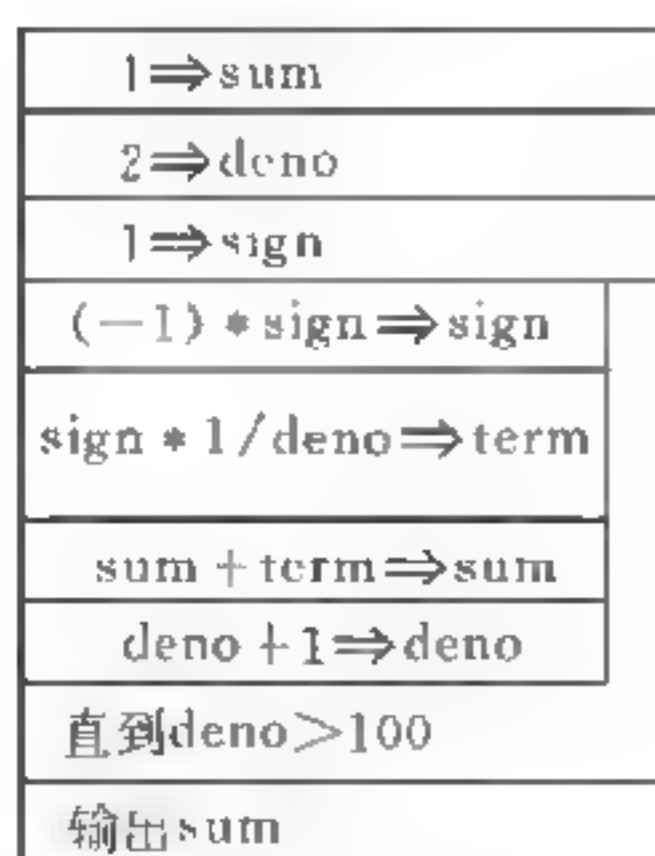 1⇒sum
2⇒deno
1⇒sign
(-1) * sign⇒sign
sign * 1/deno⇒term
sum + term⇒sum
deno +1⇒deno
直到deno>100
输出sum